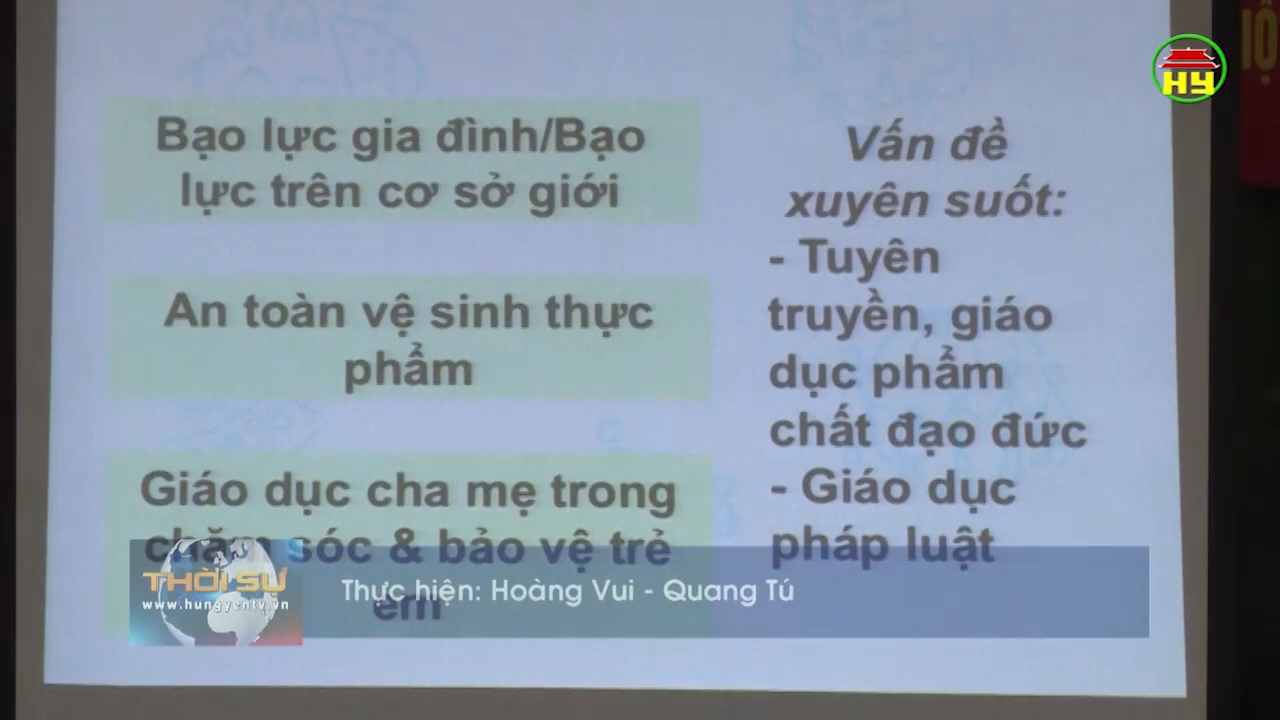 Bạo lực gia đình/Bạo
lực trên cơ sở giới
An toàn vệ sinh thực
phẩm
Giáo dục cha mẹ trong
chăm sóc & bảo vệ trẻ
em
Vấn đề
xuyên suốt:
- Tuyên
truyền, giáo
dục phẩm
chất đạo đức
- Giáo dục
pháp luật
HY
THỜI SỰ
www.hungyentv.vn
Thực hiện: Hoàng Vui - Quang Tú